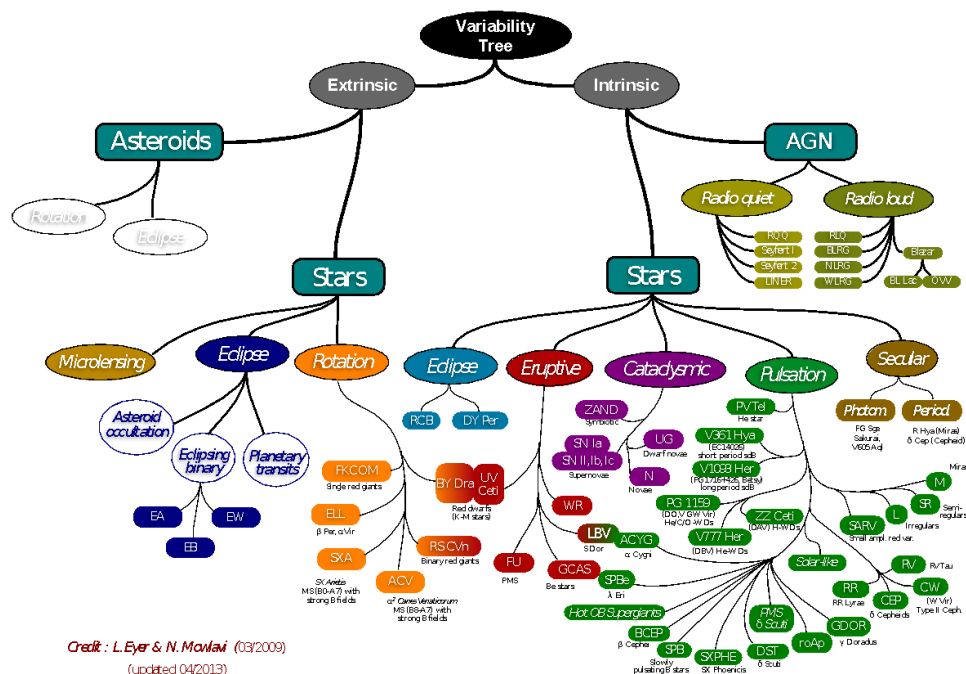 Variability
Tree
Extrinsic
Intrinsic
Asteroids
AGN
Rotation
Eclipse
Radio quiet
Radio loud
RQQ
Seyfert 1
Seyfert 2
LINER
RLQ
BLRG
NLRG
WLRG
Blazar
BL Lac
OVV
Stars
Stars
Microlensing
Eclipse
Rotation
Eclipse
Eruptive
Cataclysmic
Pulsation
Secular
Asteroid
occultation
Eclipsing
binary
Planetary
transits
EA
EB
EW
FKCOM
Single red giants
ELL
β Per, α Vir
SXA
SX Arietis
MS (B0-A7) with
strong B fields
ACV
α² Canes Venaticorum
MS (B8-A7) with
strong B fields
RS CVn
Binary red giants
BY Dra
UV
Ceti
Red dwarfs
(K-M stars)
RCB
DY Per
FU
PMS
GCAS
Be stars
WR
LBV
S Dor
ZAND
Symbiotic
SN Ia
SN II, Ib, Ic
Supernovae
UG
Dwarf novae
N
Novae
PV Tel
He star
V361 Hya
(EC14026)
short period sdB
V1093 Her
(PG1716+426, Betsy)
long period sdB
PG 1159
(DO,V GW Vir)
He/C/O-WDs
ZZ Ceti
(DAV) H-WDs
V777 Her
(DBV) He-WDs
ACYG
α Cygni
SPBe
λ Eri
Hot OB Supergiants
BCEP
β Cephei
SPB
Slowly
pulsating B stars
SXPHE
SX Phoenicis
DST
δ Scuti
PMS
δ Scuti
roAp
GDOR
γ Doradus
Solar-like
RR
RR Lyrae
CEP
δ Cepheids
RV
RV Tau
CW
(W Vir)
Type II Ceph.
Mira
M
SR
Semi-
regulars
L
Irregulars
SARV
Small ampl. red var.
Photom.
FG Sge
Sakurai,
V605 Aql
Period.
R Hya (Miras)
δ Cep (Cepheid)
Credit : L. Eyer & N. Mowlavi (03/2009)
(updated 04/2013)